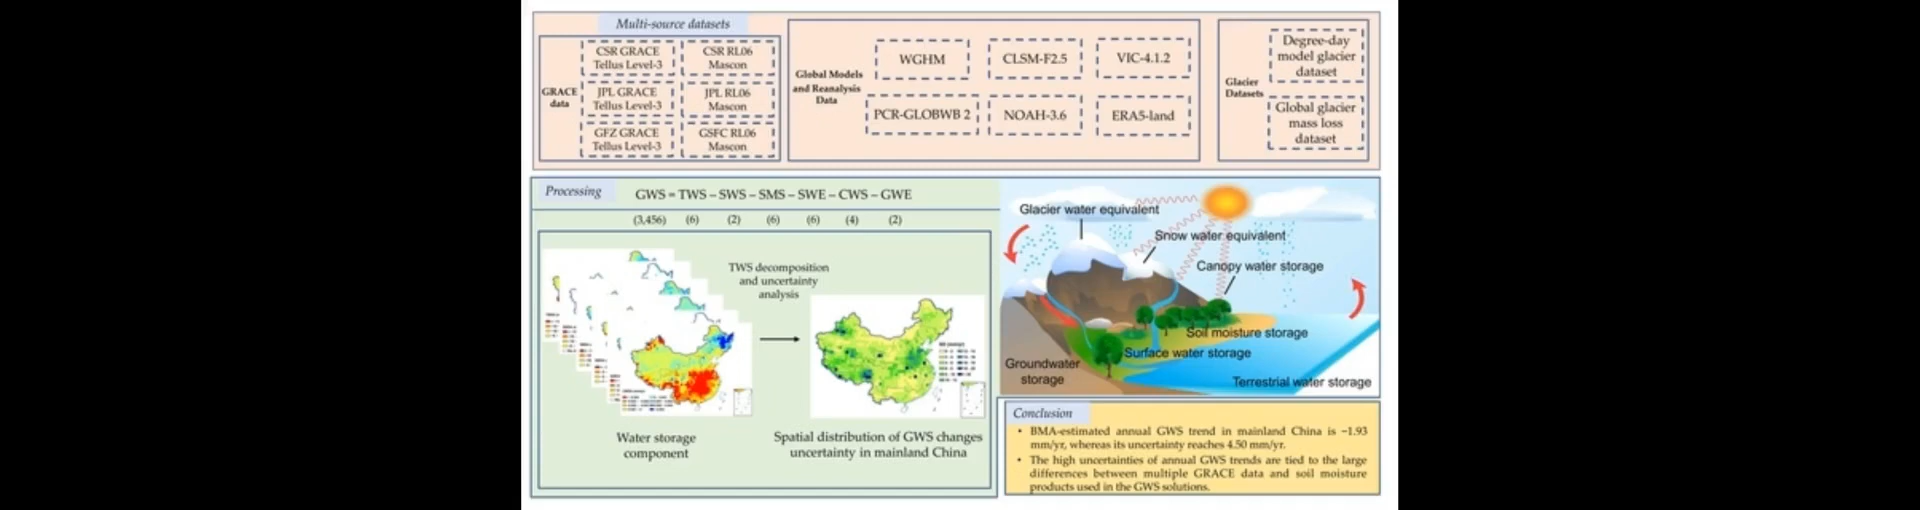 Multi-source datasets
GRACE
data
CSR GRACE
Tellus Level-3
CSR RL06
Mascon
JPL GRACE
Tellus Level-3
JPL RL06
Mascon
GFZ GRACE
Tellus Level-3
GSFC RL06
Mascon
Global Models
and Reanalysis
Data
WGHM
CLSM-F2.5
VIC-4.1.2
PCR-GLOBWB 2
NOAH-3.6
ERA5-land
Glacier
Datasets
Degree-day
model glacier
dataset
Global glacier
mass loss
dataset
Processing
GWS = TWS – SWS – SMS – SWE – CWS – GWE
(3,456) (6) (2) (6) (6) (4) (2)
TWS decomposition
and uncertainty
analysis
Water storage
component
Spatial distribution of GWS changes
uncertainty in mainland China
Glacier water equivalent
Snow water equivalent
Canopy water storage
Soil moisture storage
Surface water storage
Groundwater
storage
Terrestrial water storage
Conclusion
• BMA-estimated annual GWS trend in mainland China is −1.93
mm/yr, whereas its uncertainty reaches 4.50 mm/yr.
• The high uncertainties of annual GWS trends are tied to the large
differences between multiple GRACE data and soil moisture
products used in the GWS solutions.